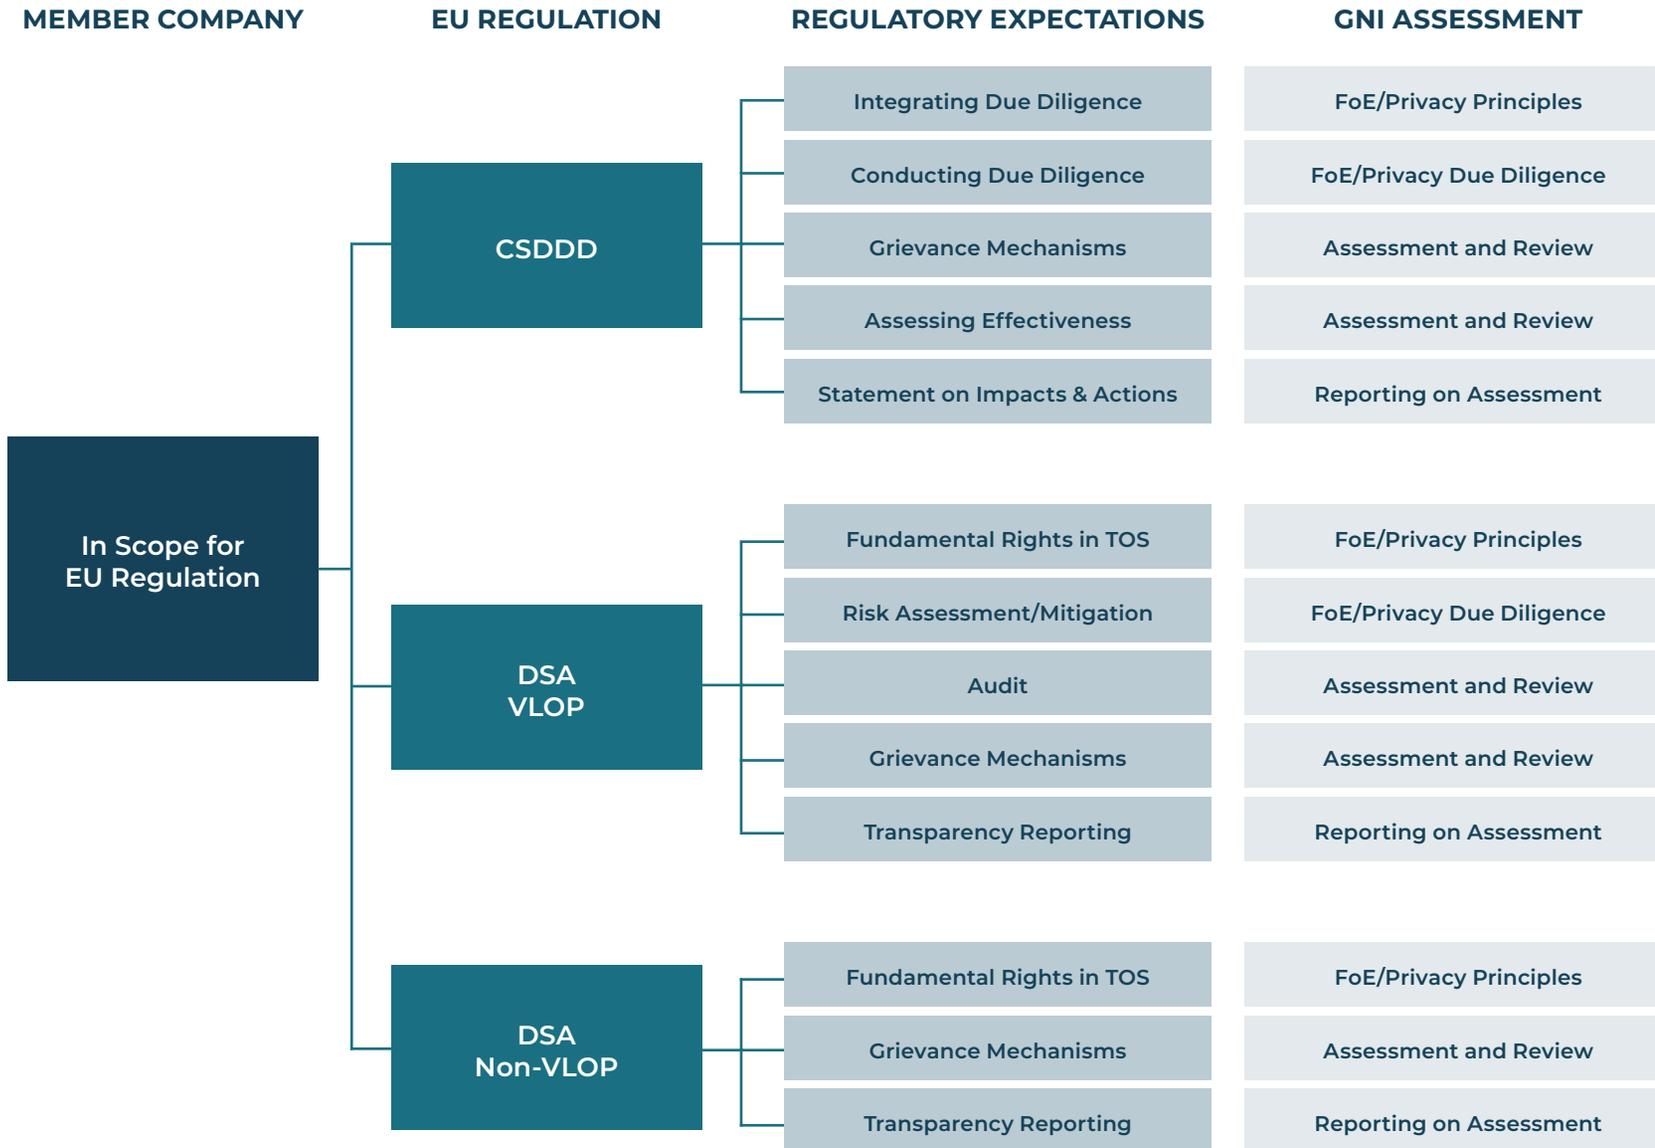 MEMBER COMPANY
EU REGULATION
REGULATORY EXPECTATIONS
GNI ASSESSMENT
In Scope for
EU Regulation
CSDDD
Integrating Due Diligence
FoE/Privacy Principles
Conducting Due Diligence
FoE/Privacy Due Diligence
Grievance Mechanisms
Assessment and Review
Assessing Effectiveness
Assessment and Review
Statement on Impacts & Actions
Reporting on Assessment
DSA
VLOP
Fundamental Rights in TOS
FoE/Privacy Principles
Risk Assessment/Mitigation
FoE/Privacy Due Diligence
Audit
Assessment and Review
Grievance Mechanisms
Assessment and Review
Transparency Reporting
Reporting on Assessment
DSA
Non-VLOP
Fundamental Rights in TOS
FoE/Privacy Principles
Grievance Mechanisms
Assessment and Review
Transparency Reporting
Reporting on Assessment